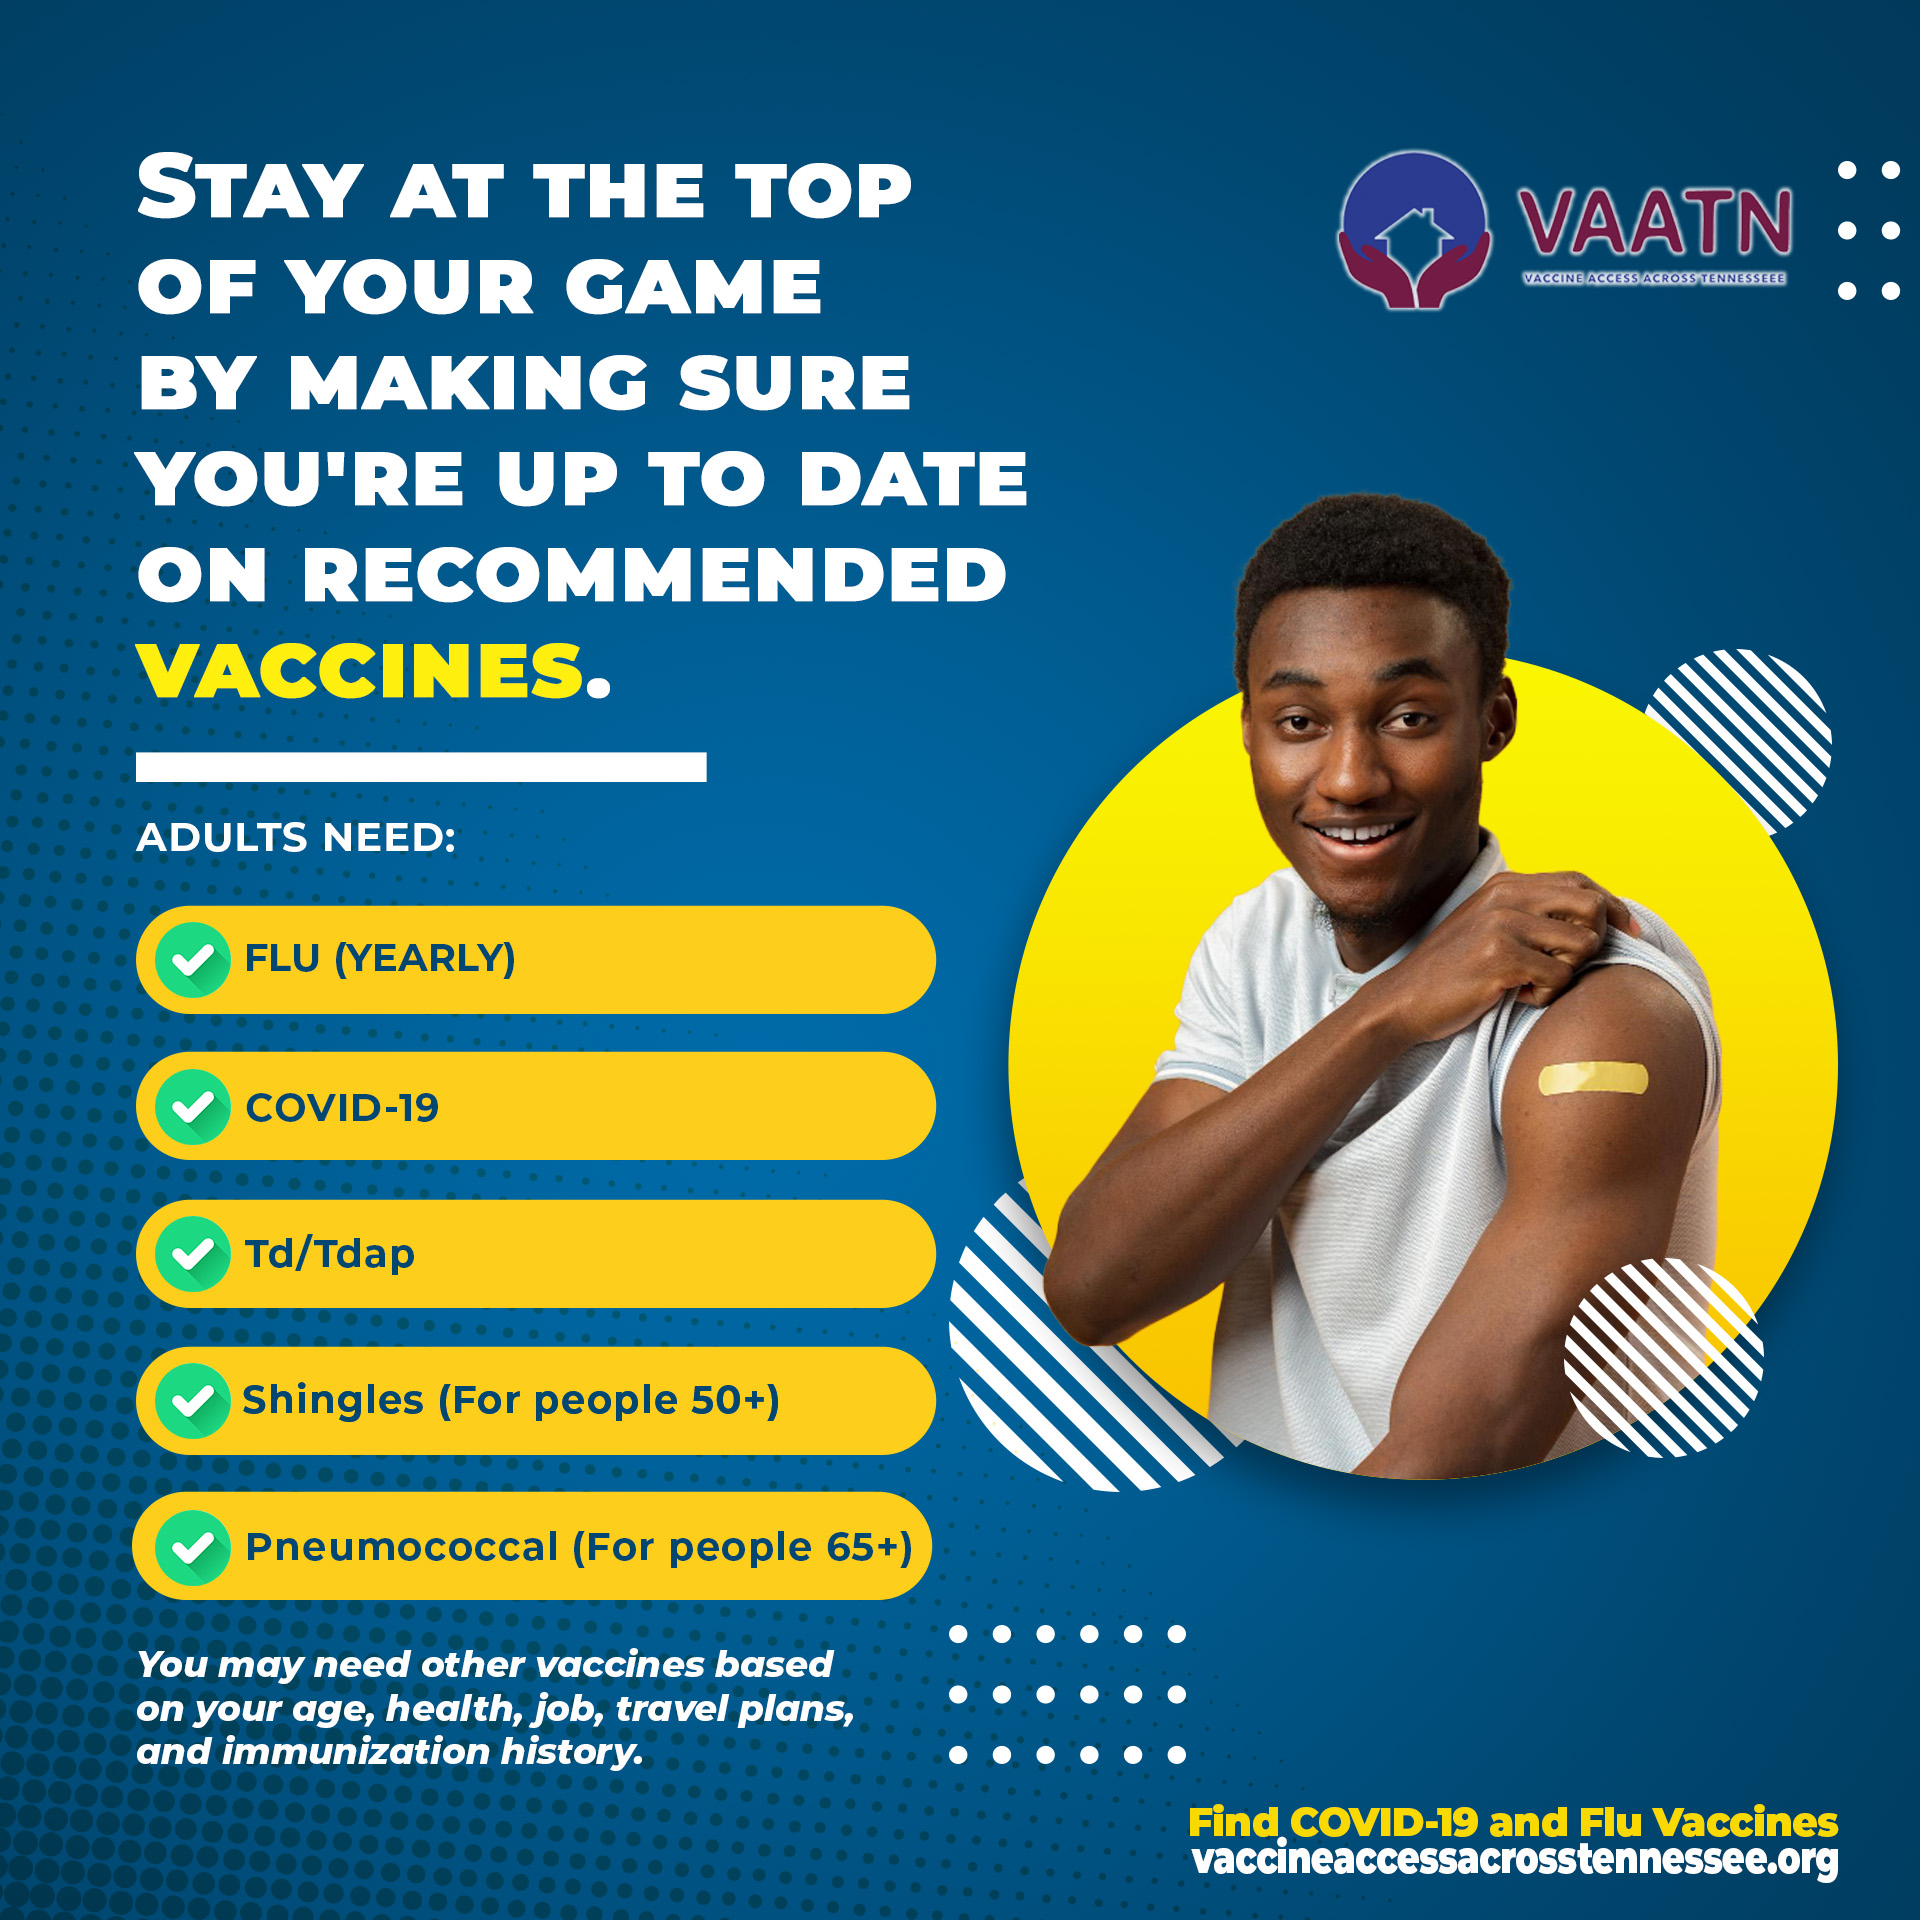 STAY AT THE TOP
OF YOUR GAME
BY MAKING SURE
YOU'RE UP TO DATE
ON RECOMMENDED
VACCINES.
VAATN
VACCINE ACCESS ACROSS TENNESSEEE
ADULTS NEED:
FLU (YEARLY)
COVID-19
Td/Tdap
Shingles (For people 50+)
Pneumococcal (For people 65+)
You may need other vaccines based
on your age, health, job, travel plans,
and immunization history.
Find COVID-19 and Flu Vaccines
vaccineaccessacrosstennessee.org